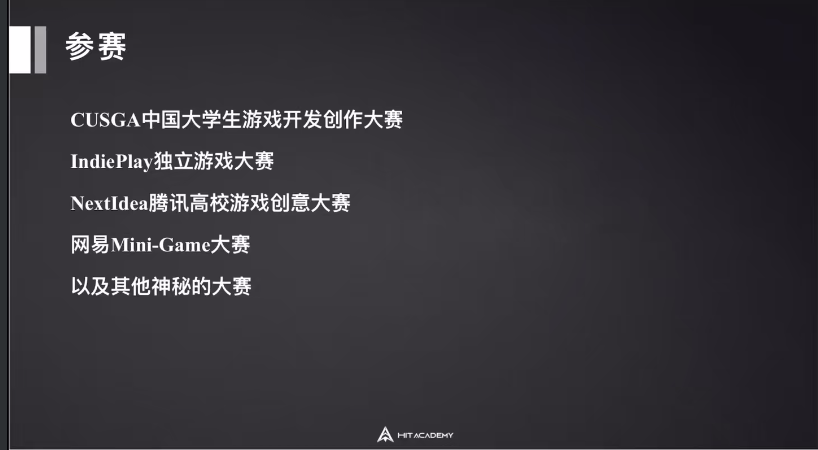 参赛
CUSGA中国大学生游戏开发创作大赛
IndiePlay独立游戏大赛
NextIdea腾讯高校游戏创意大赛
网易Mini-Game大赛
以及其他神秘的大赛
HIT ACADEMY